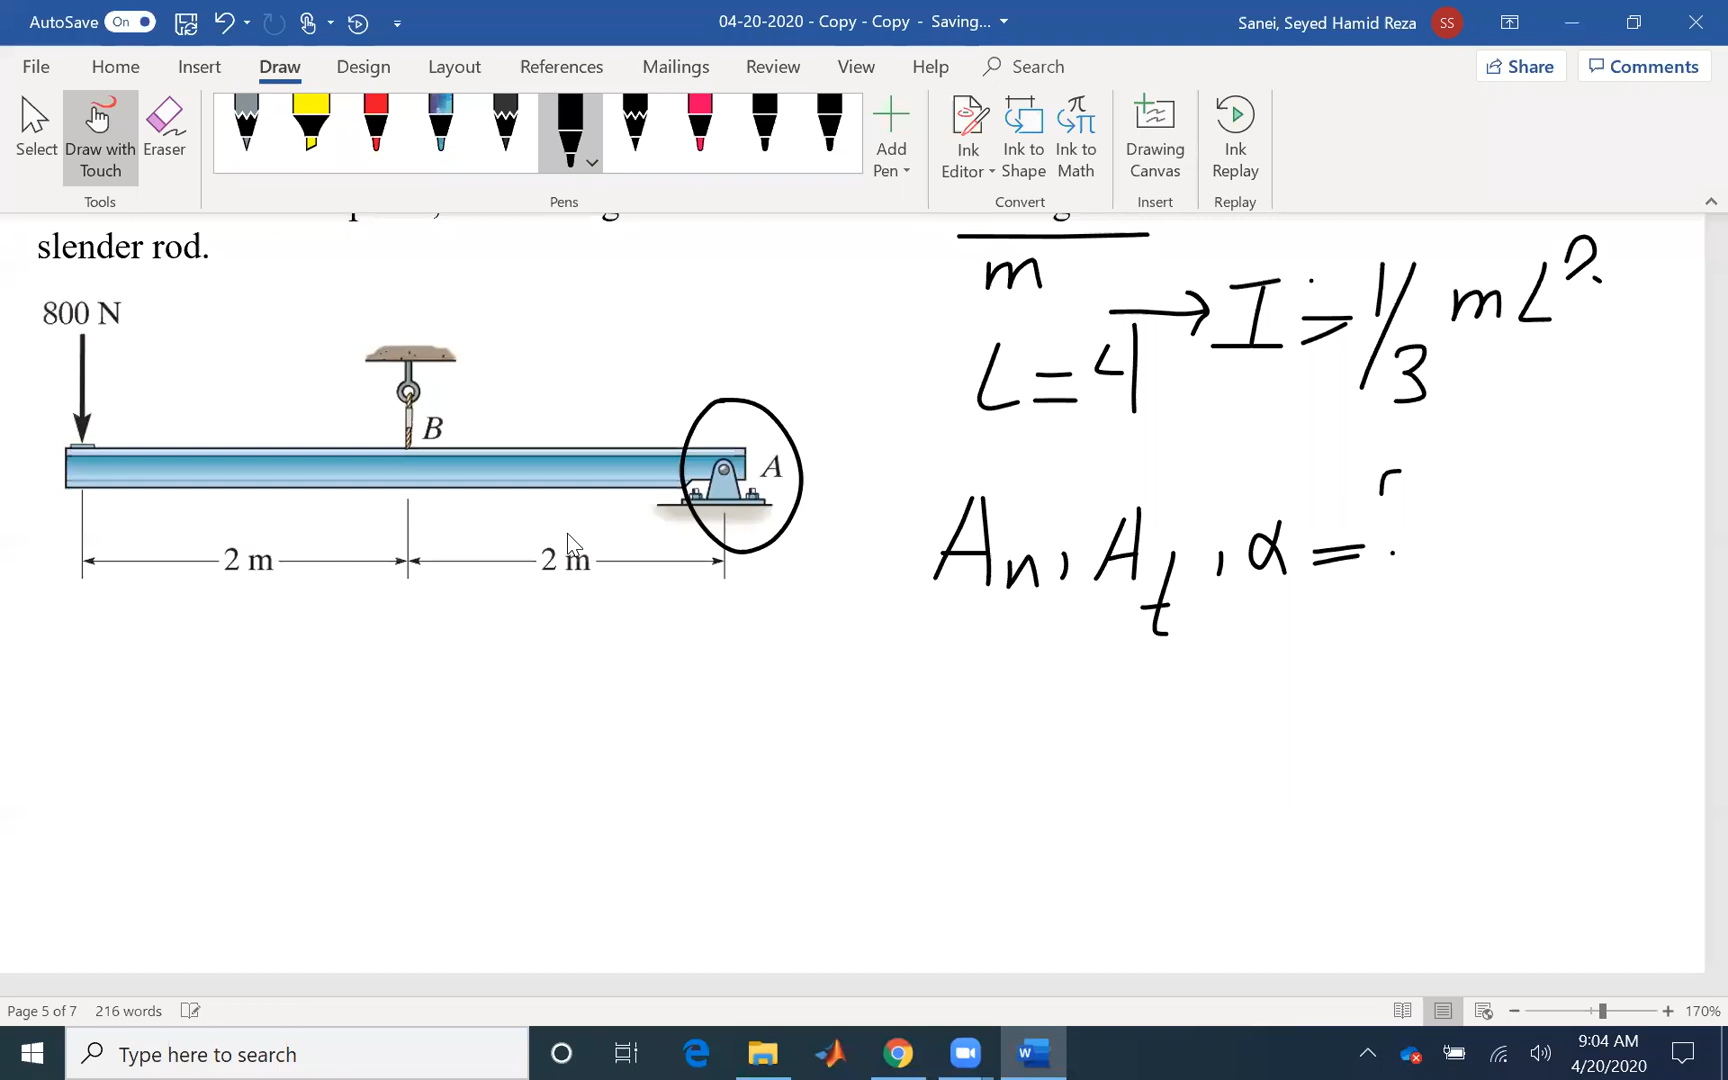 AutoSave On
04-20-2020 - Copy - Copy - Saving...
Sanei, Seyed Hamid Reza SS
File Home Insert Draw Design Layout References Mailings Review View Help Search
Share Comments
Select Draw with Touch Eraser
Tools
Pens
Add Pen
Ink Editor Ink to Shape Ink to Math
Convert
Drawing Canvas
Insert
Ink Replay
Replay
slender rod.
800 N
B
A
2 m 2 m
m
L = 4 → I = 1/3 mL²
An, At, α = ?
Page 5 of 7 216 words
170%
Type here to search
9:04 AM
4/20/2020